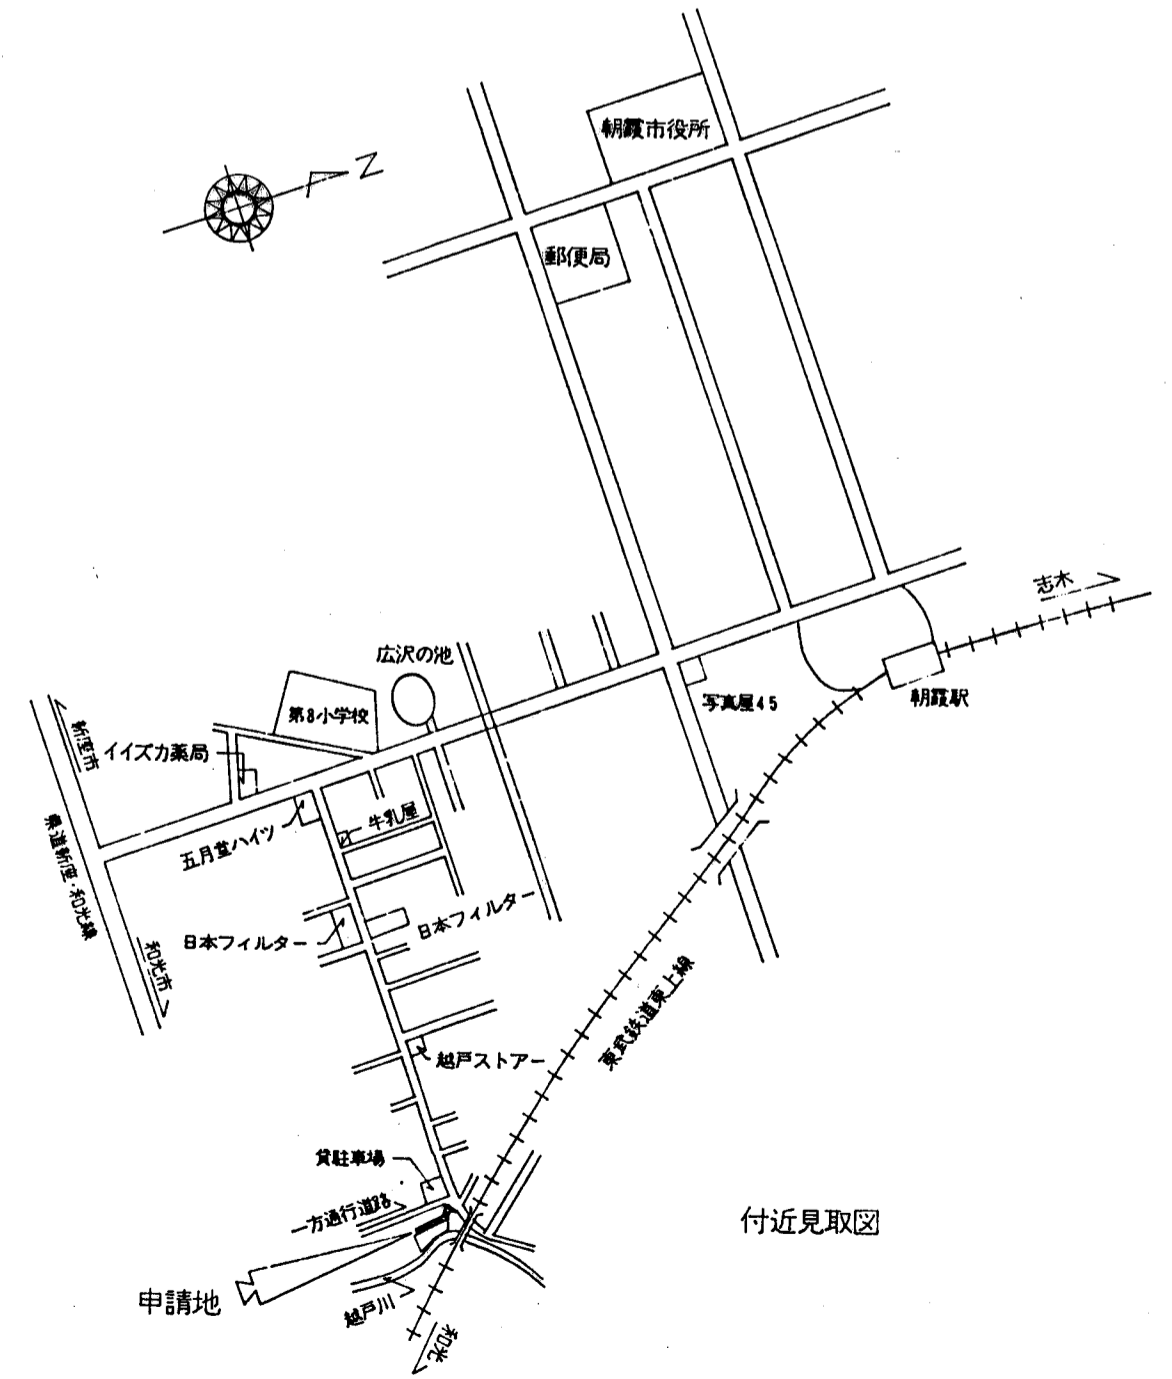 朝霞市役所
N
郵便局
志木
朝霞駅
写真屋45
広沢の池
第8小学校
新座市
イイズカ薬局
牛乳屋
五月堂ハイツ
県道新座・和光線
日本フィルター
日本フィルター
和光市
東武鉄道東上線
越戸ストアー
貸駐車場
一方通行道路
付近見取図
申請地
越戸川
和光